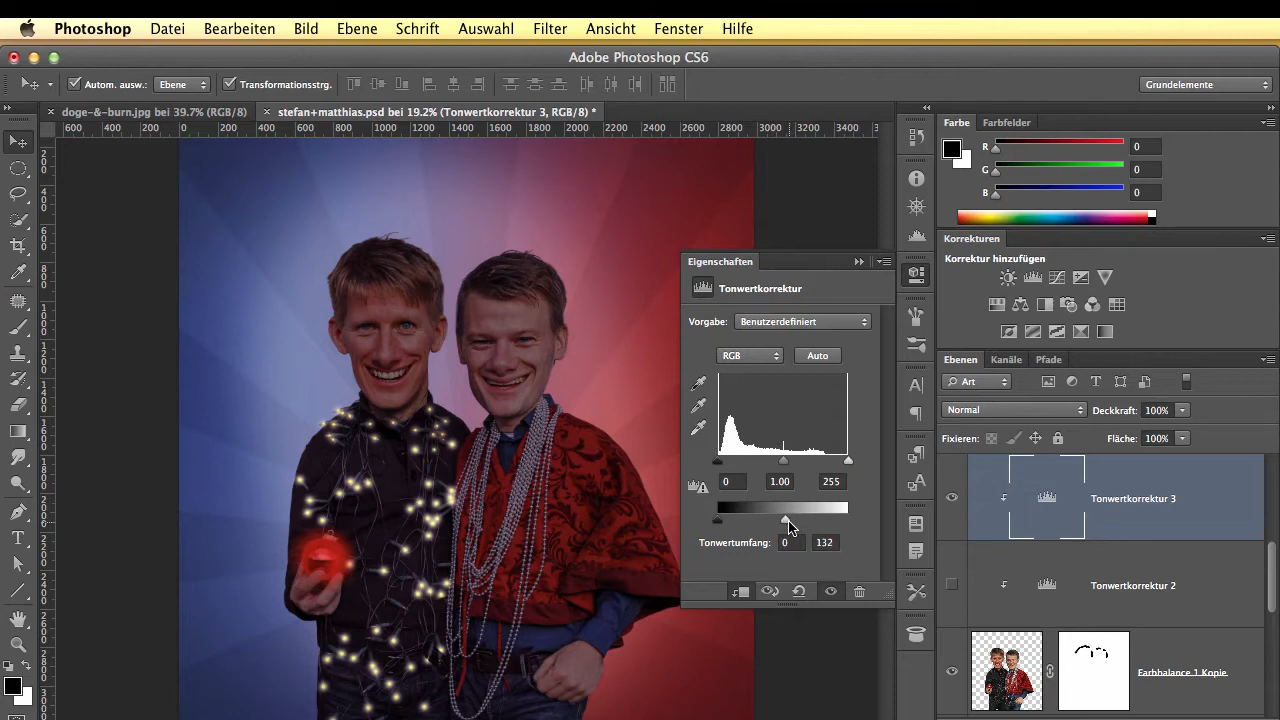 Photoshop Datei Bearbeiten Bild Ebene Schrift Auswahl Filter Ansicht Fenster Hilfe
Adobe Photoshop CS6
Autom. ausw.: Ebene Transformationsstrg. Grundelemente
doge-&-burn.jpg bei 39.7% (RGB/8) stefan+matthias.psd bei 19.2% (Tonwertkorrektur 3, RGB/8) *
600 400 200 0 200 400 600 800 1000 1200 1400 1600 1800 2000 2200 2400 2600 2800 3000 3200 3400
Farbe Farbfelder
R 0
G 0
B 0
Korrekturen
Korrektur hinzufügen
Eigenschaften
Tonwertkorrektur
Vorgabe: Benutzerdefiniert
RGB Auto
0 1.00 255
Tonwertumfang: 0 132
Ebenen Kanäle Pfade
Art
Normal Deckkraft: 100%
Fixieren: Fläche: 100%
Tonwertkorrektur 3
Tonwertkorrektur 2
Farbbalance 1 Kopie